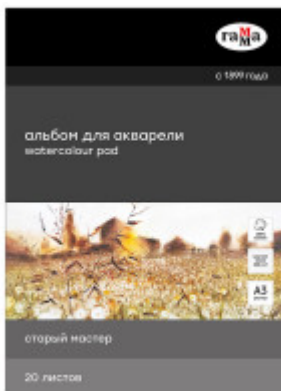 гамма
с 1899 года
альбом для акварели
watercolour pad
А3
старый мастер
20 листов